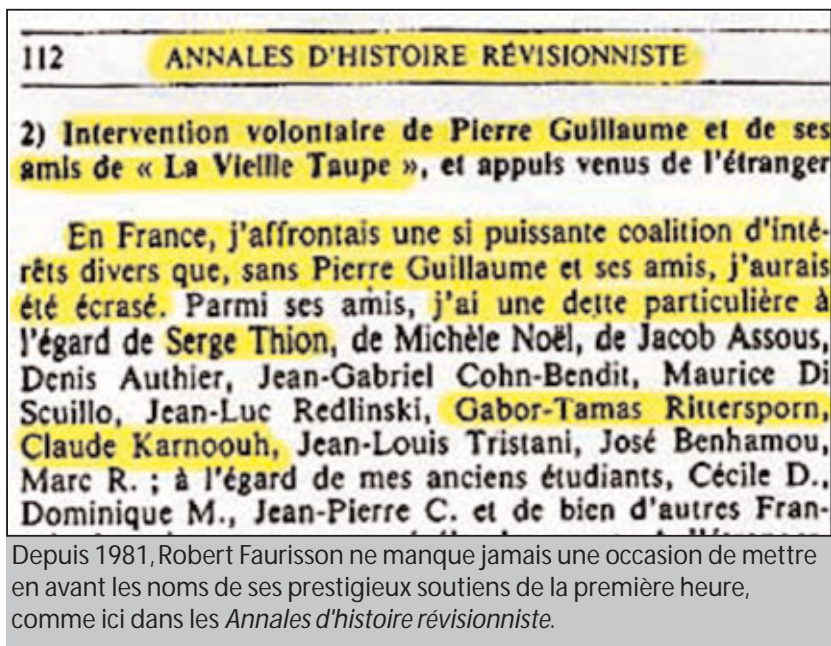 112 ANNALES D'HISTOIRE RÉVISIONNISTE
2) Intervention volontaire de Pierre Guillaume et de ses
amis de « La Vieille Taupe », et appuis venus de l'étranger
En France, j'affrontais une si puissante coalition d'inté-
rêts divers que, sans Pierre Guillaume et ses amis, j'aurais
été écrasé. Parmi ses amis, j'ai une dette particulière à
l'égard de Serge Thion, de Michèle Noël, de Jacob Assous,
Denis Authier, Jean-Gabriel Cohn-Bendit, Maurice Di
Scuillo, Jean-Luc Redlinski, Gabor-Tamas Rittersporn,
Claude Karnoouh, Jean-Louis Tristani, José Benhamou,
Marc R. ; à l'égard de mes anciens étudiants, Cécile D.,
Dominique M., Jean-Pierre C. et de bien d'autres Fran-
Depuis 1981, Robert Faurisson ne manque jamais une occasion de mettre
en avant les noms de ses prestigieux soutiens de la première heure,
comme ici dans les Annales d'histoire révisionniste.